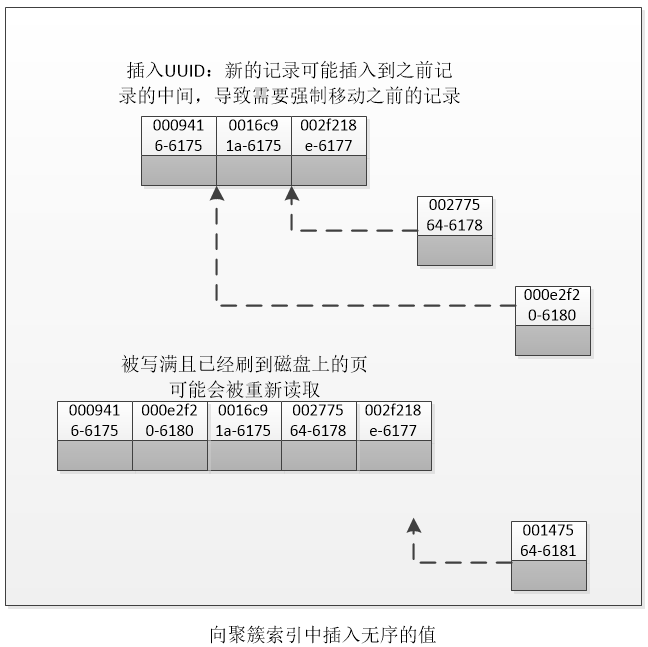 插入UUID：新的记录可能插入到之前记
录的中间，导致需要强制移动之前的记录
000941 0016c9 002f218
6-6175 1a-6175 e-6177
002775
64-6178
000e2f2
0-6180
被写满且已经刷到磁盘上的页
可能会被重新读取
000941 000e2f2 0016c9 002775 002f218
6-6175 0-6180 1a-6175 64-6178 e-6177
001475
64-6181
向聚簇索引中插入无序的值